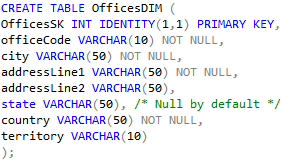 CREATE TABLE OfficesDIM (
OfficesSK INT IDENTITY(1,1) PRIMARY KEY,
officeCode VARCHAR(10) NOT NULL,
city VARCHAR(50) NOT NULL,
addressLine1 VARCHAR(50) NOT NULL,
addressLine2 VARCHAR(50),
state VARCHAR(50), /* Null by default */
country VARCHAR(50) NOT NULL,
territory VARCHAR(10)
);